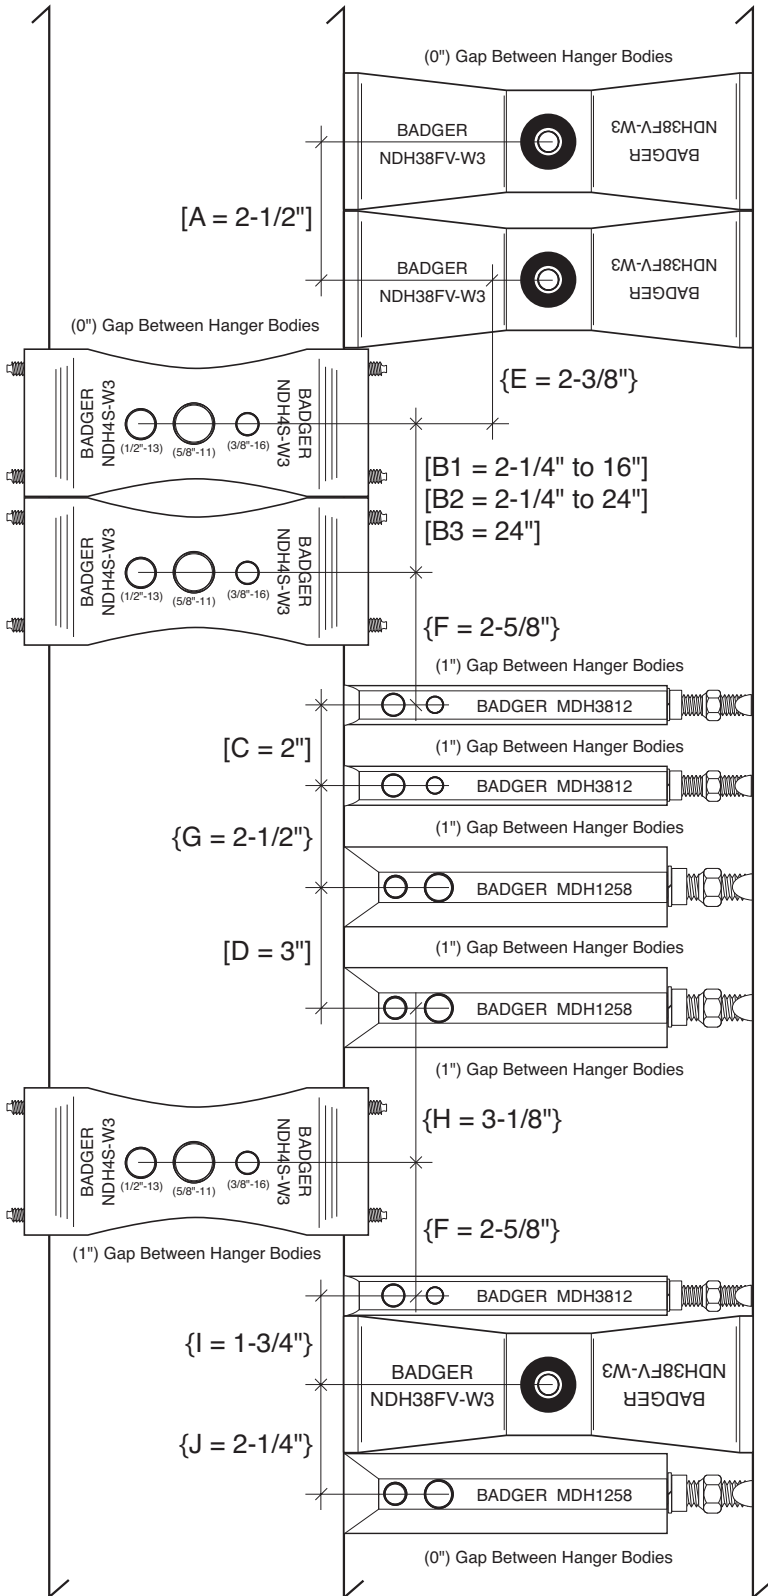 (0") Gap Between Hanger Bodies
BADGER
NDH38FV-W3
BADGER
NDH38FV-W3
[A = 2-1/2"]
BADGER
NDH38FV-W3
BADGER
NDH38FV-W3
(0") Gap Between Hanger Bodies
{E = 2-3/8"}
BADGER
NDH4S-W3
(1/2"-13)
(5/8"-11)
(3/8"-16)
BADGER
NDH4S-W3
[B1 = 2-1/4" to 16"]
[B2 = 2-1/4" to 24"]
[B3 = 24"]
BADGER
NDH4S-W3
(1/2"-13)
(5/8"-11)
(3/8"-16)
BADGER
NDH4S-W3
{F = 2-5/8"}
(1") Gap Between Hanger Bodies
BADGER MDH3812
[C = 2"]
(1") Gap Between Hanger Bodies
BADGER MDH3812
{G = 2-1/2"}
(1") Gap Between Hanger Bodies
BADGER MDH1258
[D = 3"]
(1") Gap Between Hanger Bodies
BADGER MDH1258
(1") Gap Between Hanger Bodies
{H = 3-1/8"}
BADGER
NDH4S-W3
(1/2"-13)
(5/8"-11)
(3/8"-16)
BADGER
NDH4S-W3
{F = 2-5/8"}
(1") Gap Between Hanger Bodies
BADGER MDH3812
{I = 1-3/4"}
BADGER
NDH38FV-W3
BADGER
NDH38FV-W3
{J = 2-1/4"}
BADGER MDH1258
(0") Gap Between Hanger Bodies